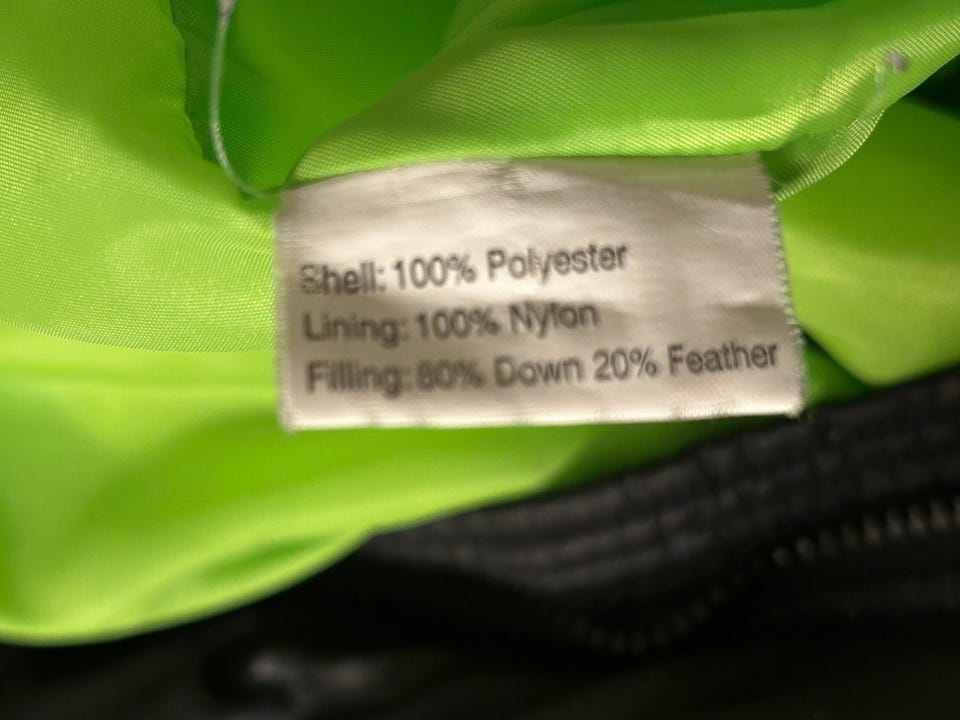 Shell: 100% Polyester
Lining: 100% Nylon
Filling: 80% Down 20% Feather